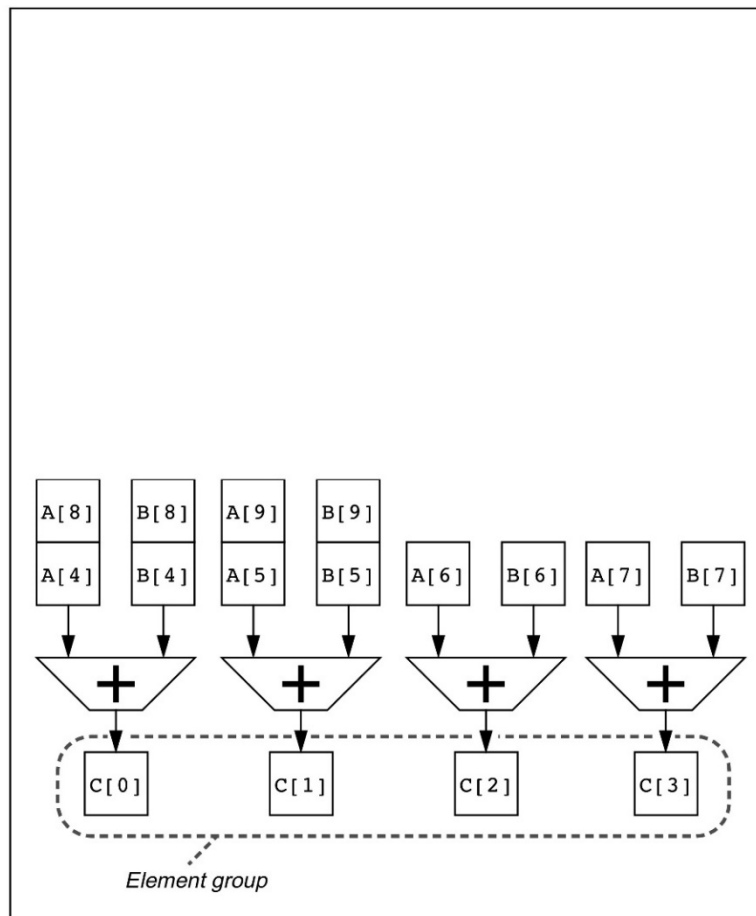 A[8] B[8] A[9] B[9]
A[4] B[4] A[5] B[5] A[6] B[6] A[7] B[7]
+ + + +
C[0] C[1] C[2] C[3]
Element group